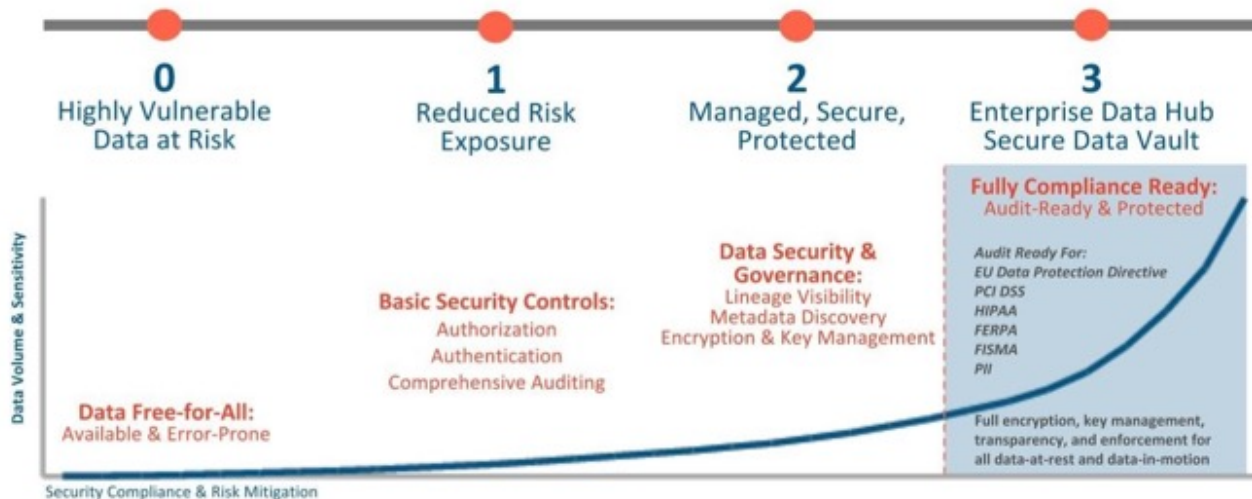 0
Highly Vulnerable
Data at Risk
1
Reduced Risk
Exposure
2
Managed, Secure,
Protected
3
Enterprise Data Hub
Secure Data Vault
Data Volume & Sensitivity
Data Free-for-All:
Available & Error-Prone
Basic Security Controls:
Authorization
Authentication
Comprehensive Auditing
Data Security &
Governance:
Lineage Visibility
Metadata Discovery
Encryption & Key Management
Fully Compliance Ready:
Audit-Ready & Protected
Audit Ready For:
EU Data Protection Directive
PCI DSS
HIPAA
FERPA
FISMA
PII
Full encryption, key management,
transparency, and enforcement for
all data-at-rest and data-in-motion
Security Compliance & Risk Mitigation